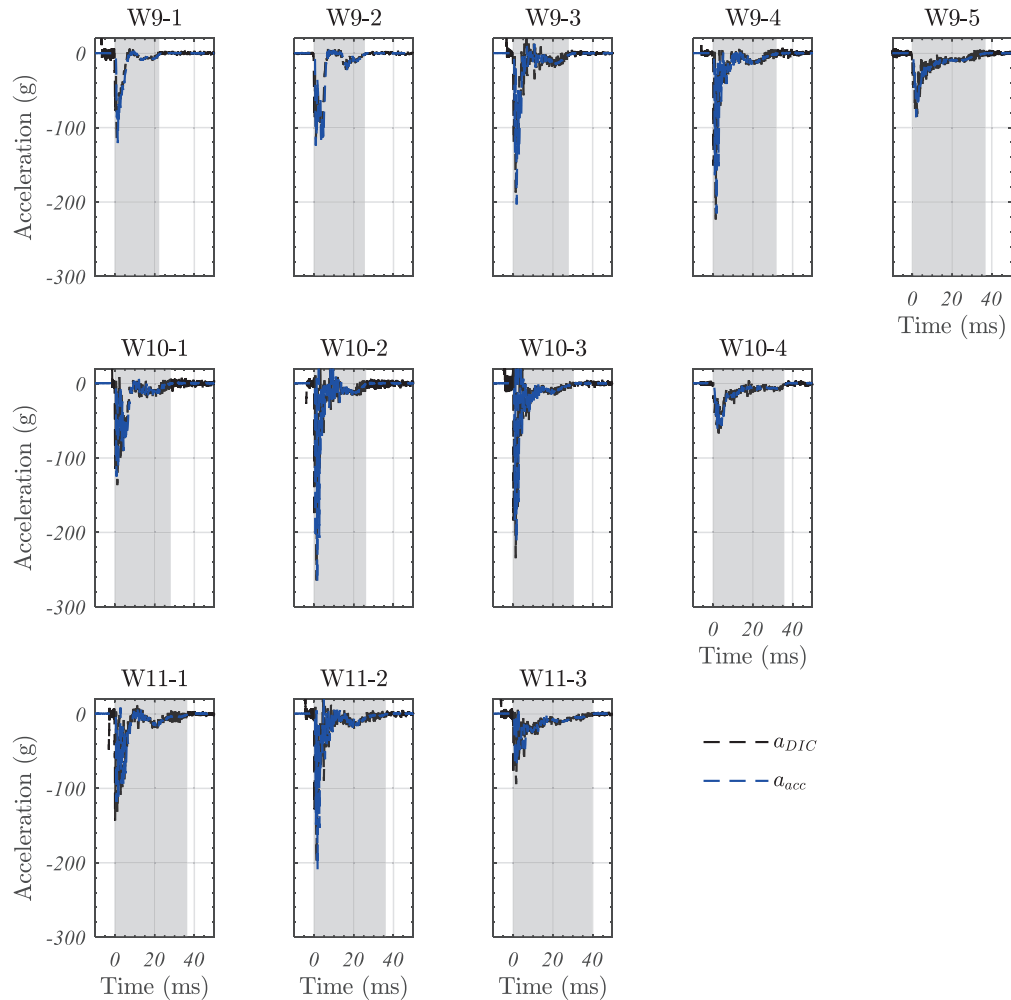 W9-1 W9-2 W9-3 W9-4 W9-5
Acceleration (g)
0
-100
-200
-300
0 20 40
Time (ms)
W10-1 W10-2 W10-3 W10-4
Acceleration (g)
0
-100
-200
-300
0 20 40
Time (ms)
W11-1 W11-2 W11-3
Acceleration (g)
0
-100
-200
-300
a_DIC
a_acc
0 20 40 0 20 40 0 20 40
Time (ms) Time (ms) Time (ms)